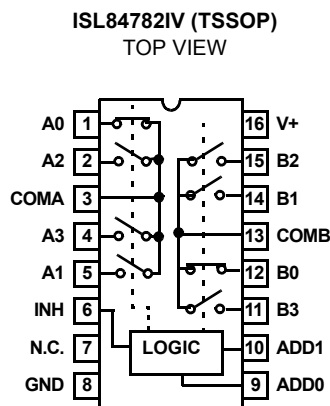 ISL84782IV (TSSOP)
TOP VIEW
A0 1 16 V+
A2 2 15 B2
COMA 3 14 B1
A3 4 13 COMB
A1 5 12 B0
INH 6 11 B3
N.C. 7 LOGIC 10 ADD1
GND 8 9 ADD0